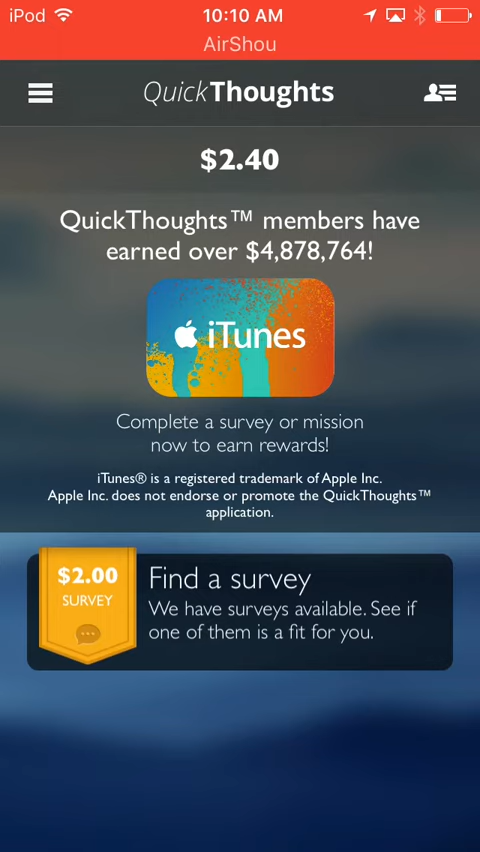 iPod 10:10 AM
AirShou
QuickThoughts
$2.40
QuickThoughts™ members have
earned over $4,878,764!
iTunes
Complete a survey or mission
now to earn rewards!
iTunes® is a registered trademark of Apple Inc.
Apple Inc. does not endorse or promote the QuickThoughts™
application.
$2.00
SURVEY
Find a survey
We have surveys available. See if
one of them is a fit for you.